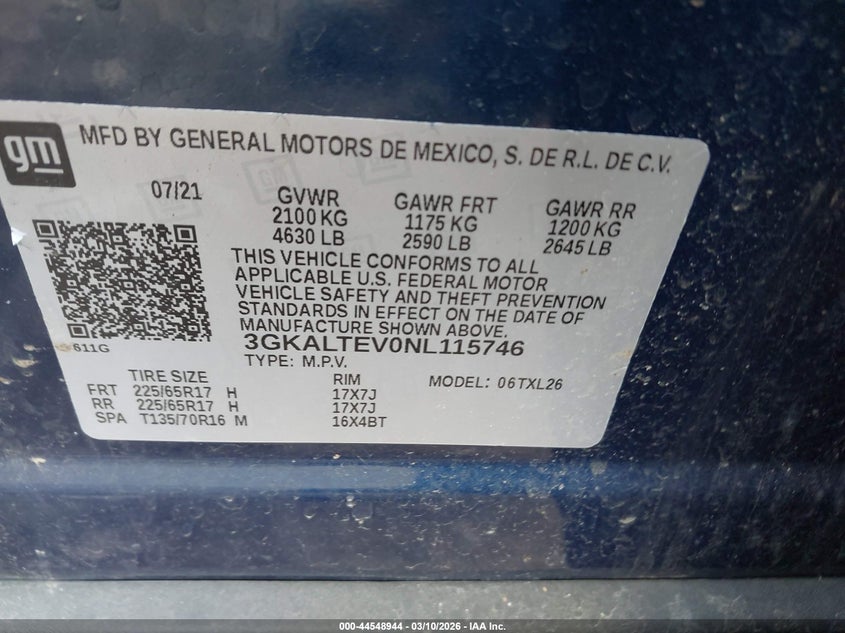 gm
MFD BY GENERAL MOTORS DE MEXICO, S. DE R.L. DE C.V.
07/21
GVWR GAWR FRT GAWR RR
2100 KG 1175 KG 1200 KG
4630 LB 2590 LB 2645 LB
THIS VEHICLE CONFORMS TO ALL
APPLICABLE U.S. FEDERAL MOTOR
VEHICLE SAFETY AND THEFT PREVENTION
STANDARDS IN EFFECT ON THE DATE OF
MANUFACTURE SHOWN ABOVE.
611G
3GKALTEV0NL115746
TYPE: M.P.V.
TIRE SIZE RIM MODEL: 06TXL26
FRT 225/65R17 H 17X7J
RR 225/65R17 H 17X7J
SPA T135/70R16 M 16X4BT
000-44548944 — 03/10/2026 — IAA Inc.